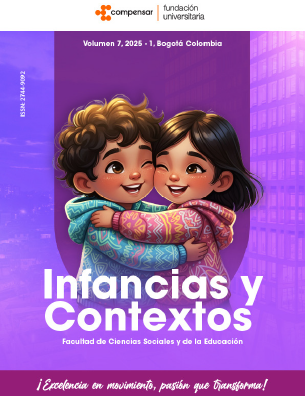 compensar
fundación
universitaria
Volumen 7, 2025 - 1, Bogotá Colombia
ISSN: 2744-9092
Infancias y
Contextos
Facultad de Ciencias Sociales y de la Educación
¡Excelencia en movimiento, pasión que transforma!